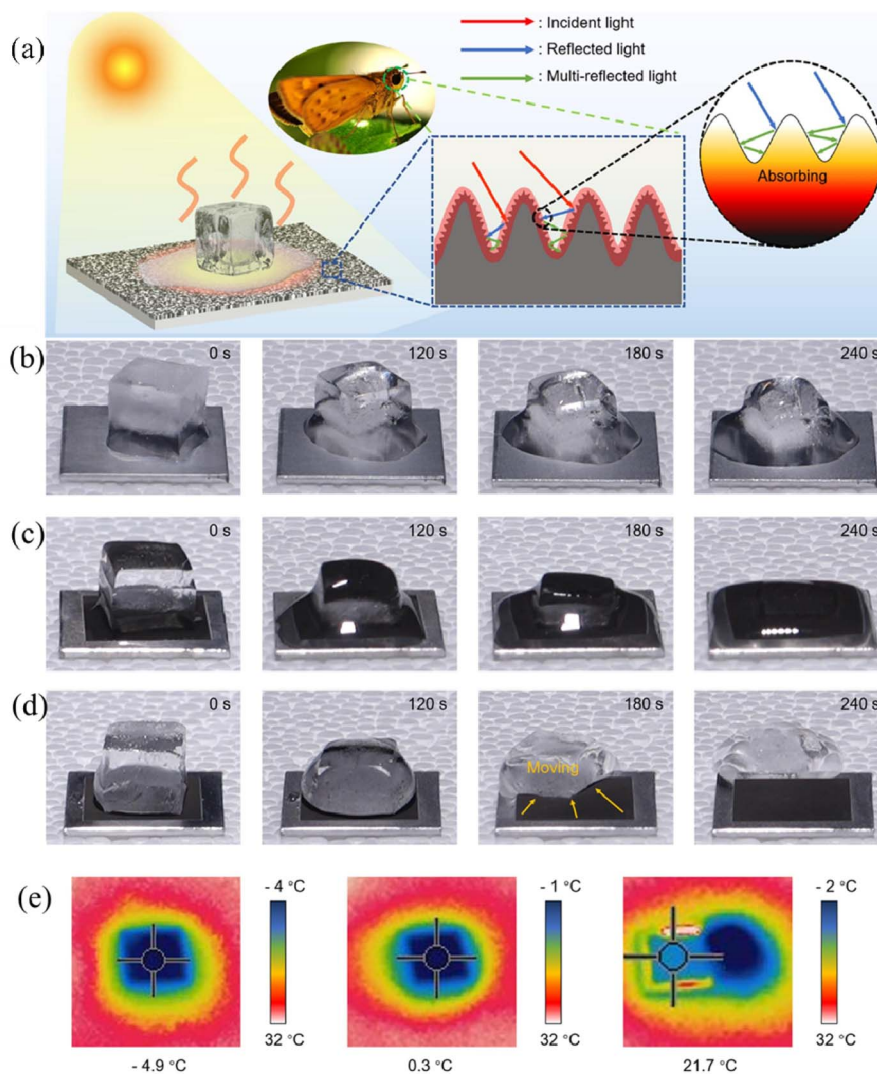 (a)
: Incident light
: Reflected light
: Multi-reflected light
Absorbing
(b)
0 s
120 s
180 s
240 s
(c)
0 s
120 s
180 s
240 s
(d)
0 s
120 s
180 s
240 s
Moving
(e)
- 4 °C
- 1 °C
- 2 °C
32 °C
32 °C
32 °C
- 4.9 °C
0.3 °C
21.7 °C